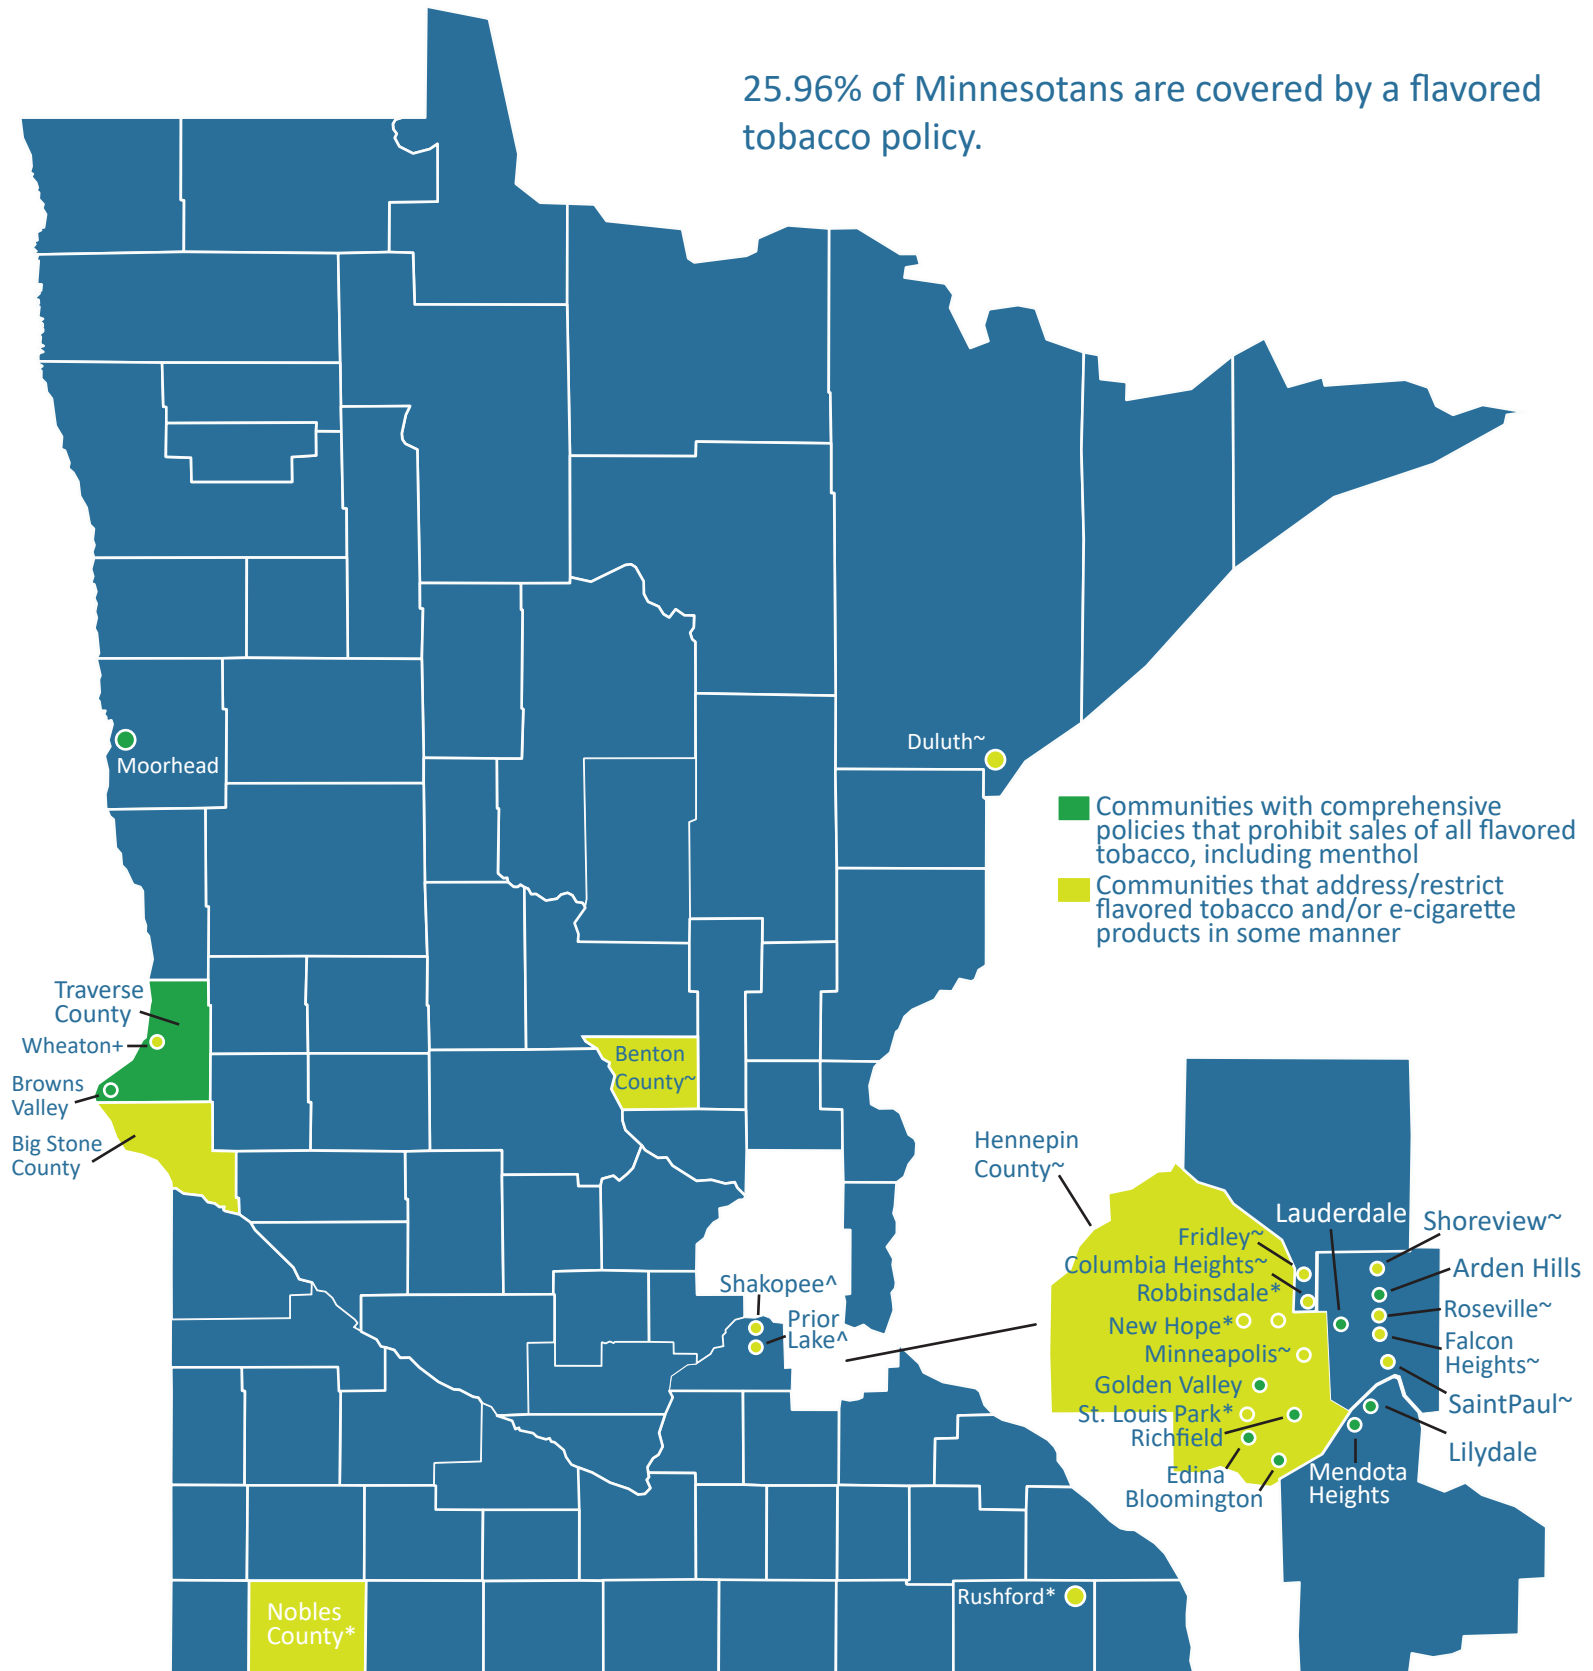 25.96% of Minnesotans are covered by a flavored
tobacco policy.
Moorhead
Duluth~
Communities with comprehensive
policies that prohibit sales of all flavored
tobacco, including menthol
Communities that address/restrict
flavored tobacco and/or e-cigarette
products in some manner
Traverse
County
Wheaton+
Browns
Valley
Big Stone
County
Benton
County~
Hennepin
County~
Shakopee^
Prior
Lake^
Fridley~
Columbia Heights~
Robbinsdale*
New Hope*
Minneapolis~
Golden Valley
St. Louis Park*
Richfield
Edina
Bloomington
Lauderdale
Shoreview~
Arden Hills
Roseville~
Falcon
Heights~
SaintPaul~
Lilydale
Mendota
Heights
Nobles
County*
Rushford*